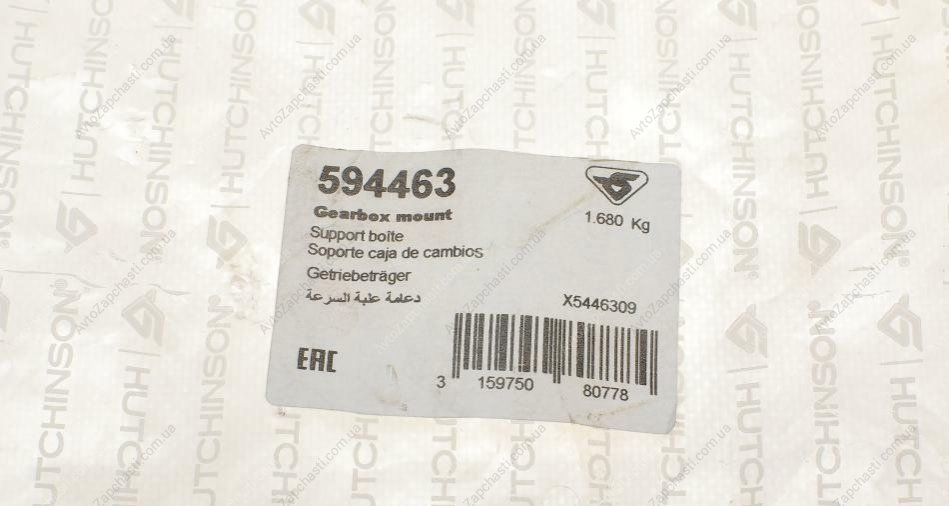 594463
Gearbox mount
1.680 Kg
Support boîte
Soporte caja de cambios
Getriebeträger
دعامة علبة السرعة
X5446309
EAC
3 159750 80778
HUTCHINSON®
AvtoZapchasti.com.ua